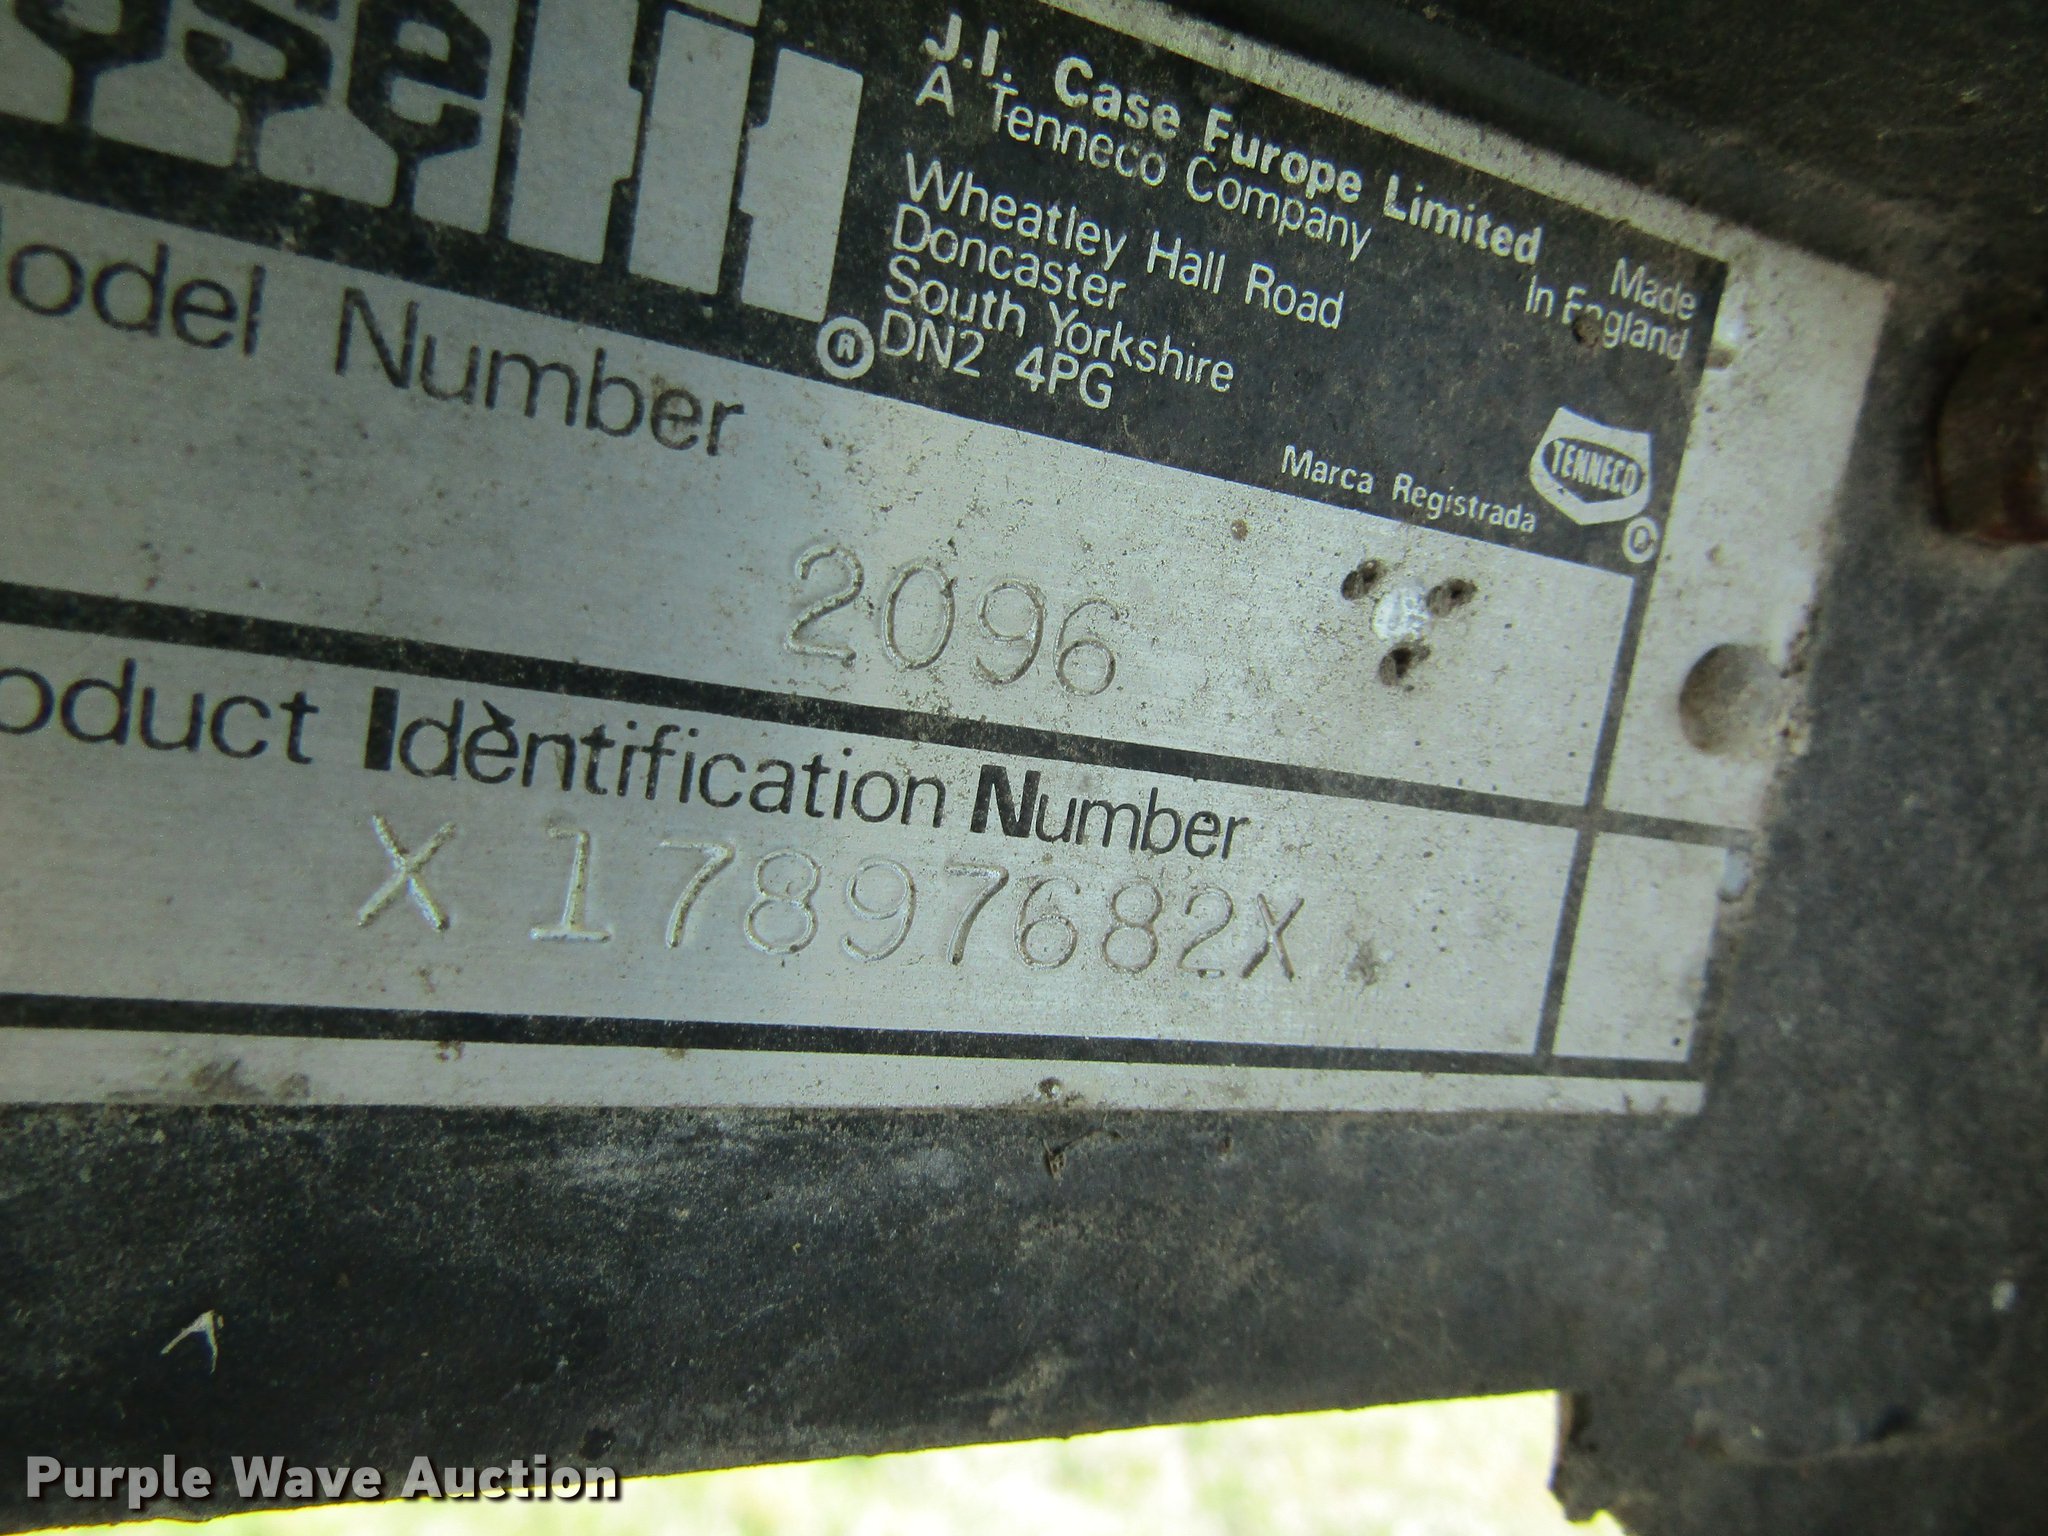 J.I. Case Europe Limited
A Tenneco Company
Wheatley Hall Road
Doncaster
South Yorkshire
DN2 4PG
Made
In England
Marca Registrada
TENNECO
®
®
odel Number
2096
oduct Identification Number
X 17897682X
Purple Wave Auction